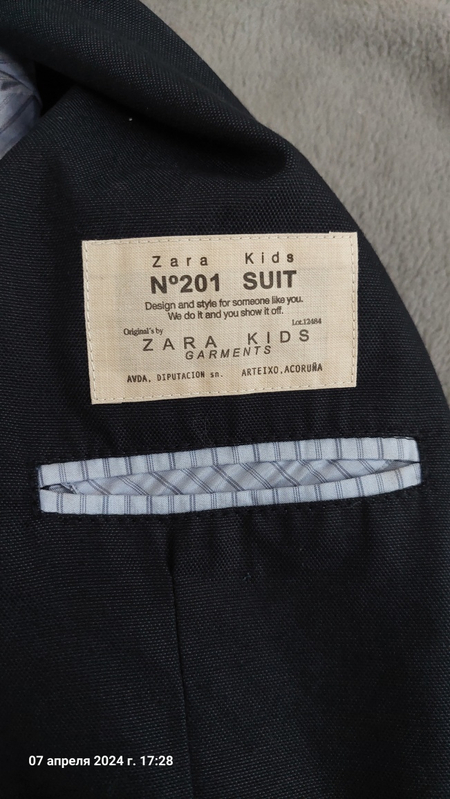 Zara Kids
Nº201 SUIT
Design and style for someone like you.
We do it and you show it off.
Original's by Lot.12484
ZARA KIDS
GARMENTS
AVDA. DIPUTACION sn. ARTEIXO.ACORUÑA
07 апреля 2024 г. 17:28